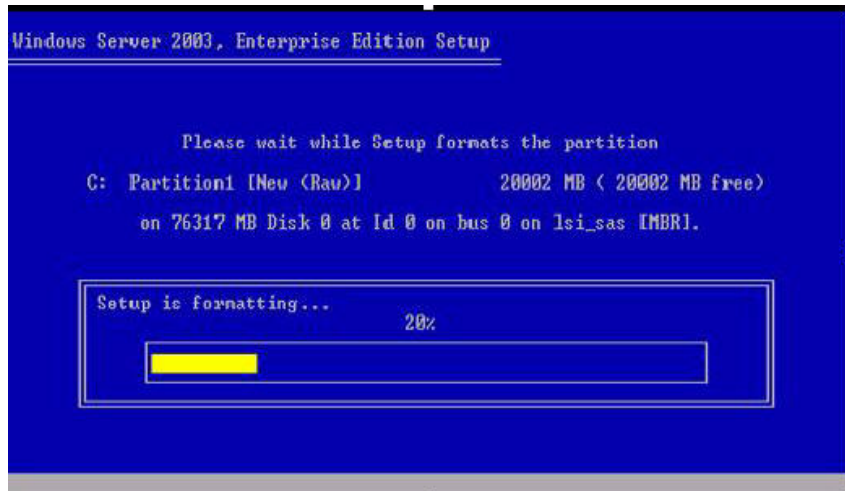 Windows Server 2003, Enterprise Edition Setup
Please wait while Setup formats the partition
C: Partition1 [New (Raw)] 20002 MB ( 20002 MB free)
on 76317 MB Disk 0 at Id 0 on bus 0 on lsi_sas [MBR].
Setup is formatting...
20%